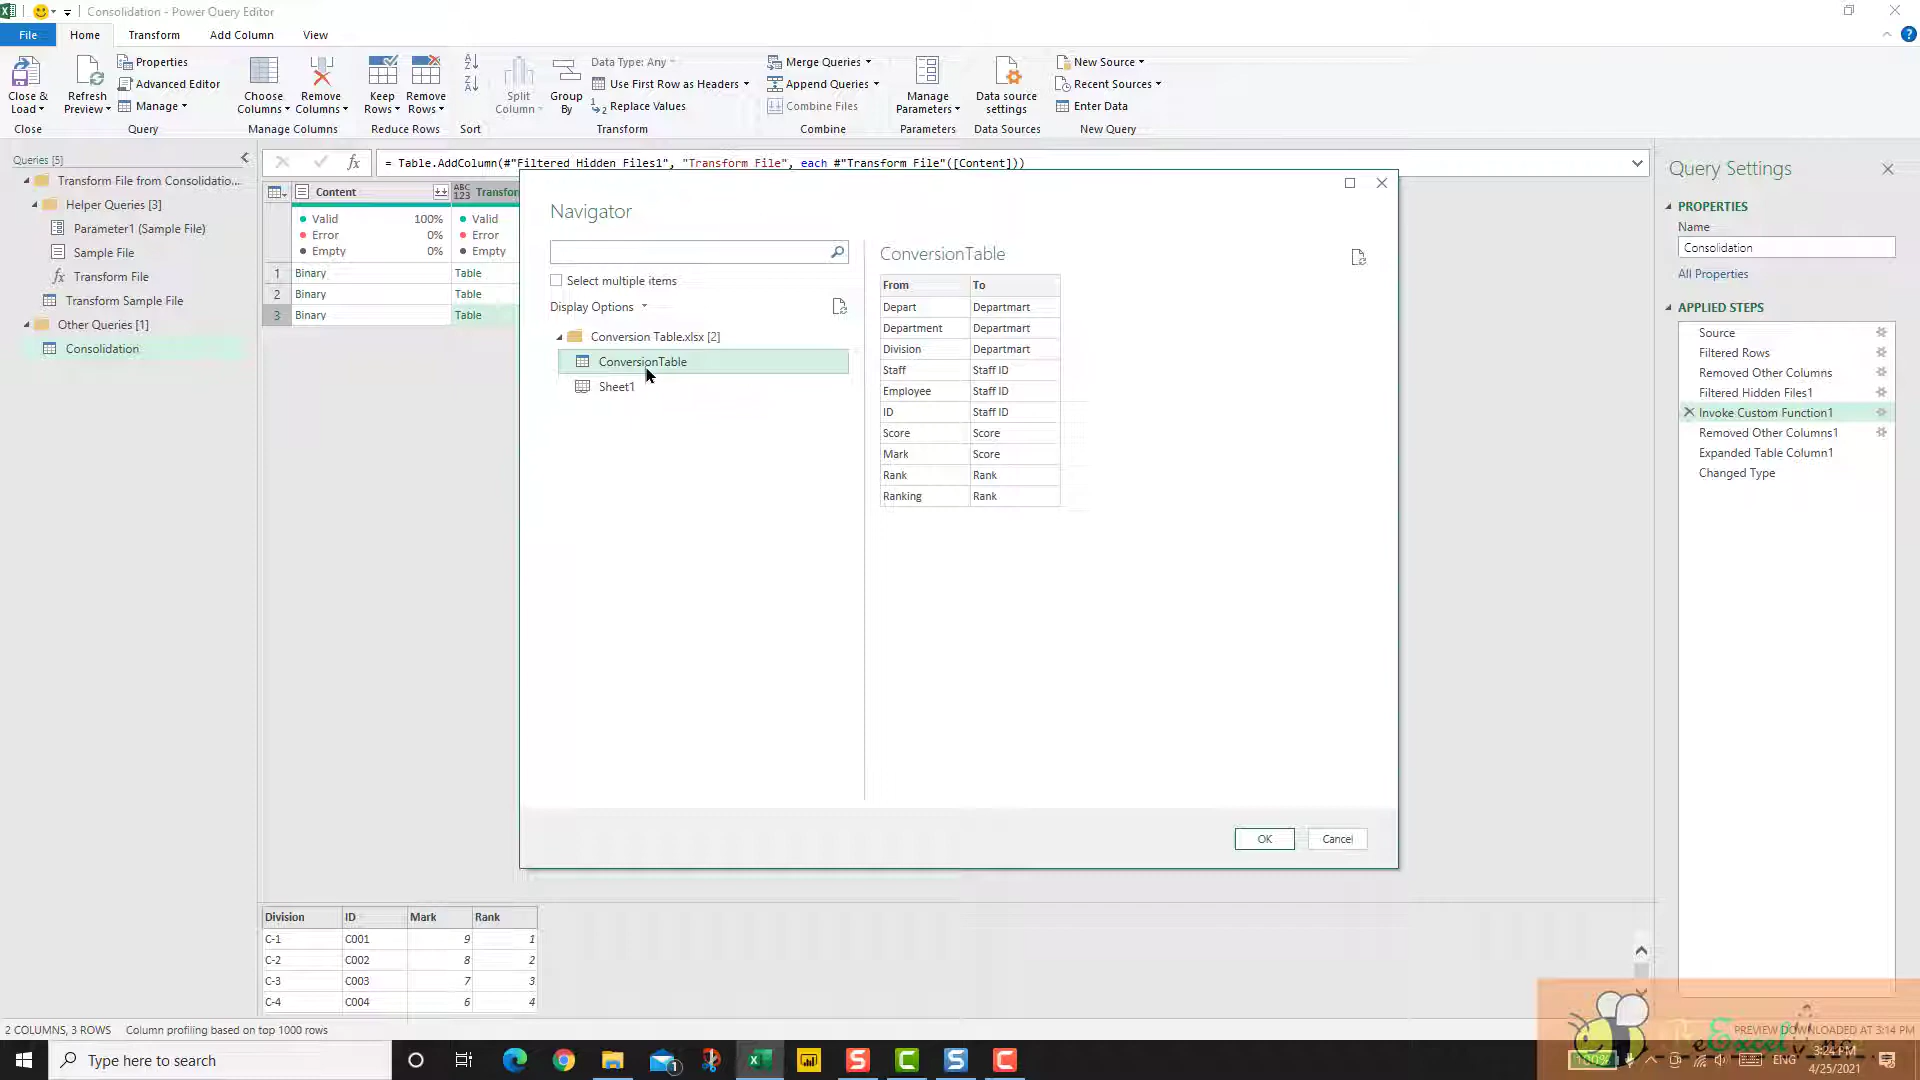 Consolidation - Power Query Editor
File
Home
Transform
Add Column
View
Close & Load
Close
Refresh Preview
Properties
Advanced Editor
Manage
Query
Choose Columns
Remove Columns
Manage Columns
Keep Rows
Remove Rows
Reduce Rows
Sort
Split Column
Group By
Data Type: Any
Use First Row as Headers
Replace Values
Transform
Merge Queries
Append Queries
Combine Files
Combine
Manage Parameters
Parameters
Data source settings
Data Sources
New Source
Recent Sources
Enter Data
New Query
Queries [5]
Transform File from Consolidatio...
Helper Queries [3]
Parameter1 (Sample File)
Sample File
fx Transform File
Transform Sample File
Other Queries [1]
Consolidation
fx
= Table.AddColumn(#"Filtered Hidden Files1", "Transform File", each #"Transform File"([Content]))
Content
ABC 123 Transfor
Valid 100% Valid
Error 0% Error
Empty 0% Empty
1 Binary Table
2 Binary Table
3 Binary Table
Navigator
Select multiple items
Display Options
Conversion Table.xlsx [2]
ConversionTable
Sheet1
ConversionTable
From To
Depart Departmart
Department Departmart
Division Departmart
Staff Staff ID
Employee Staff ID
ID Staff ID
Score Score
Mark Score
Rank Rank
Ranking Rank
OK
Cancel
Query Settings
PROPERTIES
Name
Consolidation
All Properties
APPLIED STEPS
Source
Filtered Rows
Removed Other Columns
Filtered Hidden Files1
Invoke Custom Function1
Removed Other Columns1
Expanded Table Column1
Changed Type
Division ID Mark Rank
C-1 C001 9 1
C-2 C002 8 2
C-3 C003 7 3
C-4 C004 6 4
2 COLUMNS, 3 ROWS Column profiling based on top 1000 rows
PREVIEW DOWNLOADED AT 3:14 PM
Type here to search
1
100%
ENG
3:24 PM
4/25/2021